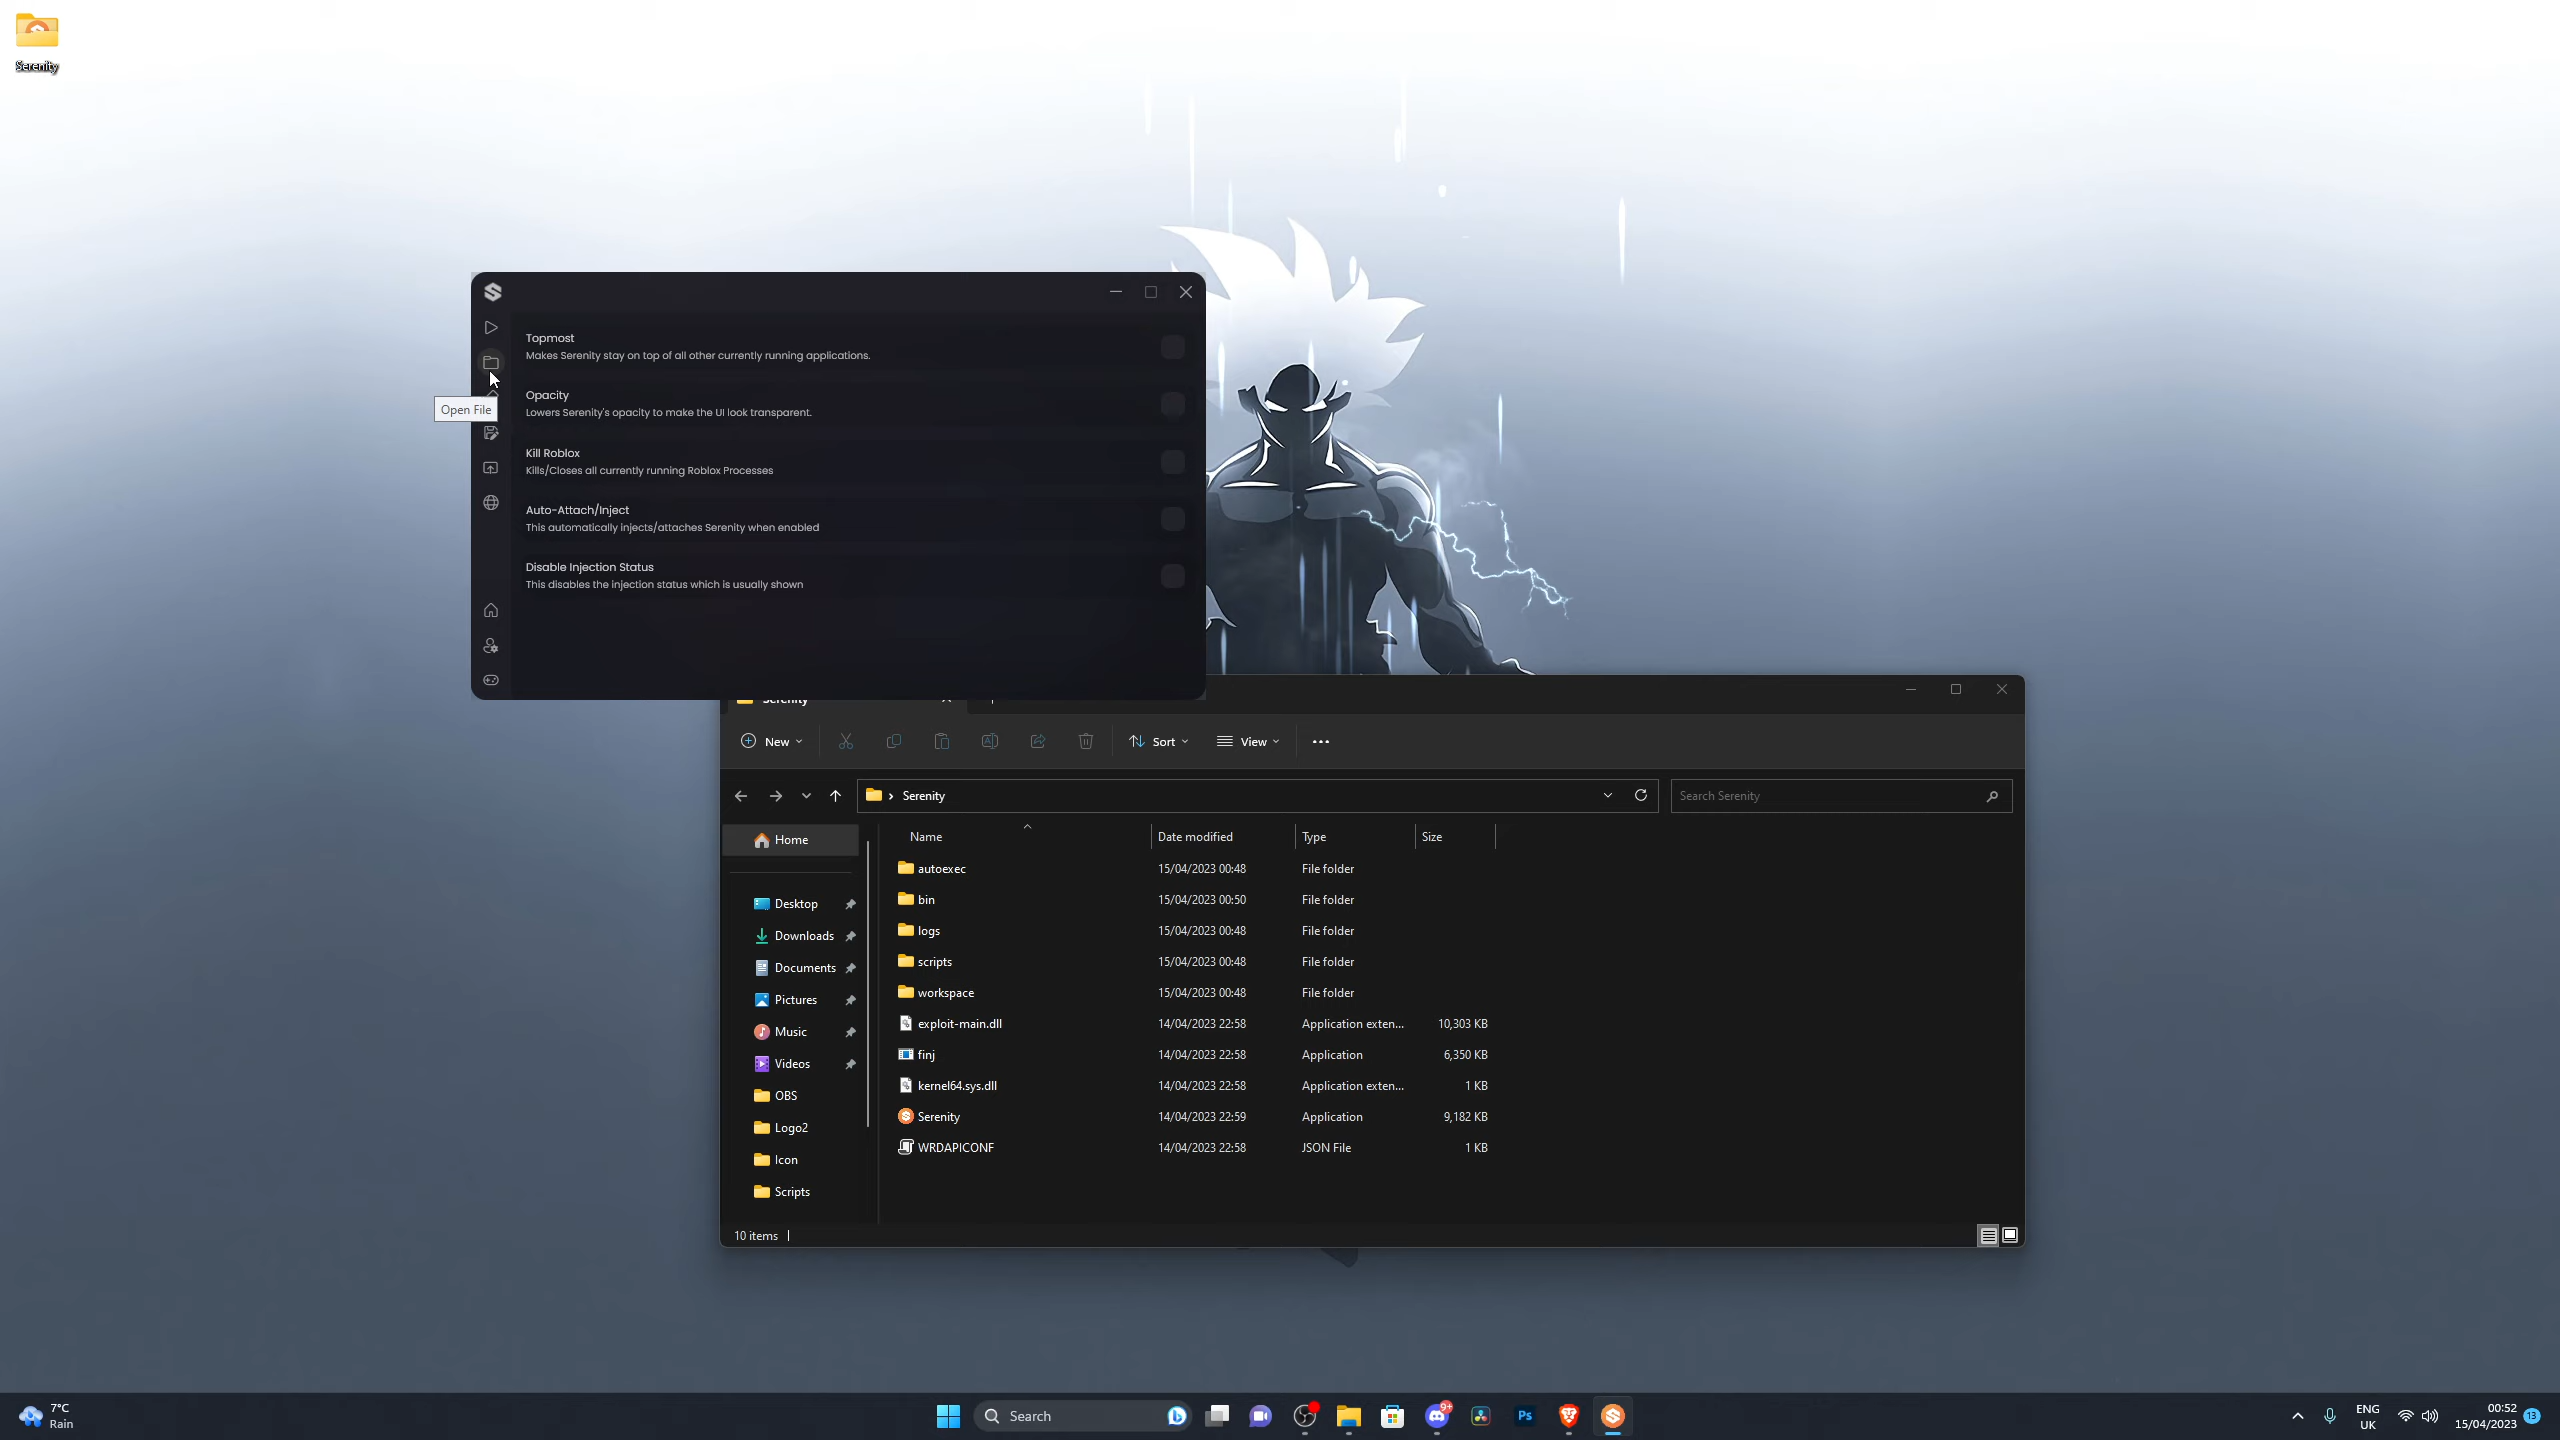 Serenity
Topmost
Makes Serenity stay on top of all other currently running applications.
Opacity
Lowers Serenity's opacity to make the UI look transparent.
Open File
Kill Roblox
Kills/Closes all currently running Roblox Processes
Auto-Attach/Inject
This automatically injects/attaches Serenity when enabled
Disable Injection Status
This disables the injection status which is usually shown
Serenity
New
Sort
View
Serenity
Search Serenity
Home
Desktop
Downloads
Documents
Pictures
Music
Videos
OBS
Logo2
Icon
Scripts
Name Date modified Type Size
autoexec 15/04/2023 00:48 File folder
bin 15/04/2023 00:50 File folder
logs 15/04/2023 00:48 File folder
scripts 15/04/2023 00:48 File folder
workspace 15/04/2023 00:48 File folder
exploit-main.dll 14/04/2023 22:58 Application exten... 10,303 KB
finj 14/04/2023 22:58 Application 6,350 KB
kernel64.sys.dll 14/04/2023 22:58 Application exten... 1 KB
Serenity 14/04/2023 22:59 Application 9,182 KB
WRDAPICONF 14/04/2023 22:58 JSON File 1 KB
10 items
7°C
Rain
Search
9+
Ps
ENG
UK
00:52
15/04/2023
13